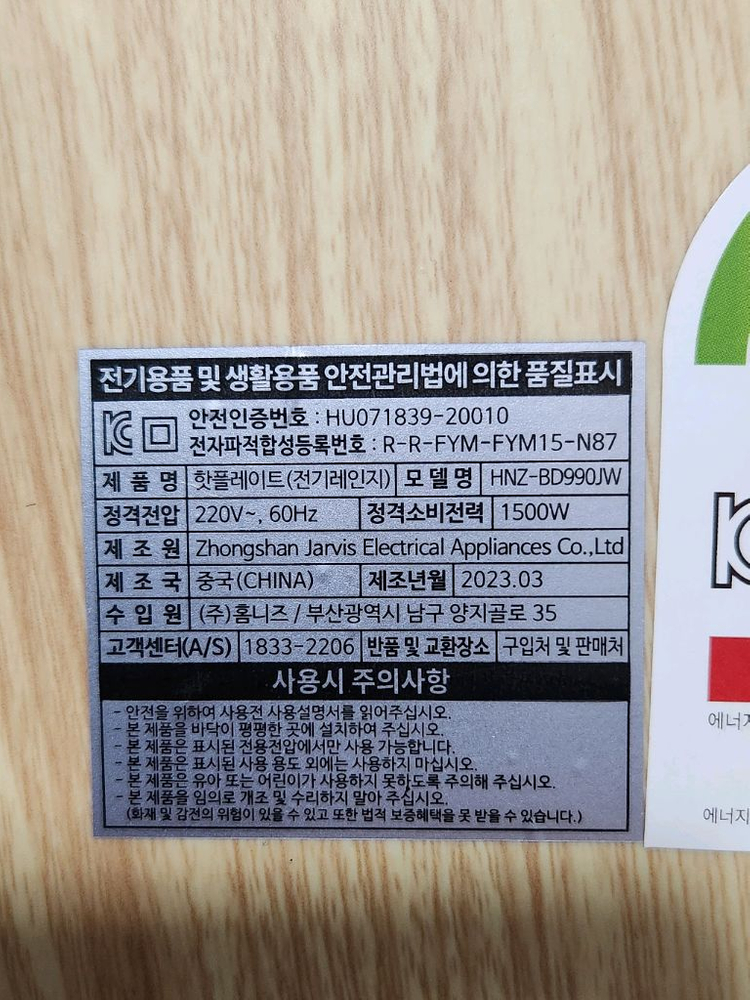 전기용품 및 생활용품 안전관리법에 의한 품질표시
안전인증번호 : HU071839-20010
전자파적합성등록번호 : R-R-FYM-FYM15-N87
제품명 핫플레이트(전기레인지) 모델명 HNZ-BD990JW
정격전압 220V~, 60Hz 정격소비전력 1500W
제조원 Zhongshan Jarvis Electrical Appliances Co.,Ltd
제조국 중국(CHINA) 제조년월 2023.03
수입원 (주)홈니즈 / 부산광역시 남구 양지골로 35
고객센터(A/S) 1833-2206 반품 및 교환장소 구입처 및 판매처
사용시 주의사항
- 안전을 위하여 사용전 사용설명서를 읽어주십시오.
- 본 제품을 바닥이 평평한 곳에 설치하여 주십시오.
- 본 제품은 표시된 전용전압에서만 사용 가능합니다.
- 본 제품은 표시된 사용 용도 외에는 사용하지 마십시오.
- 본 제품은 유아 또는 어린이가 사용하지 못하도록 주의해 주십시오.
- 본 제품을 임의로 개조 및 수리하지 말아 주십시오.
(화재 및 감전의 위험이 있을 수 있고 또한 법적 보증혜택을 못 받을 수 있습니다.)
에너지
에너지